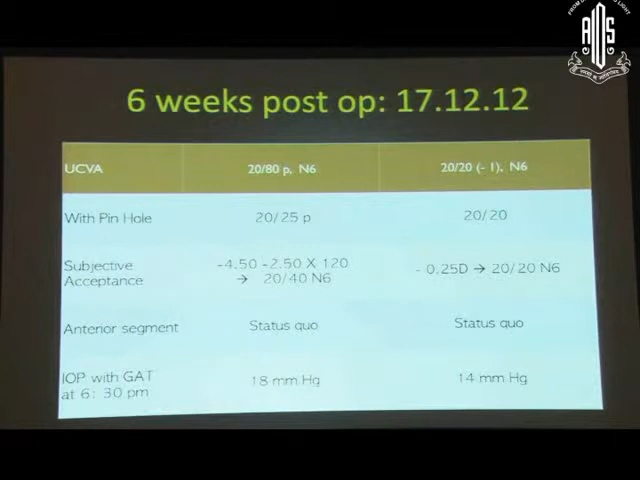 6 weeks post op: 17.12.12
UCVA 20/80 p, N6 20/20 (- 1), N6
With Pin Hole 20/25 p 20/20
Subjective Acceptance -4.50 -2.50 X 120 → 20/40 N6 - 0.25D → 20/20 N6
Anterior segment Status quo Status quo
IOP with GAT at 6: 30 pm 18 mm Hg 14 mm Hg
AIOS